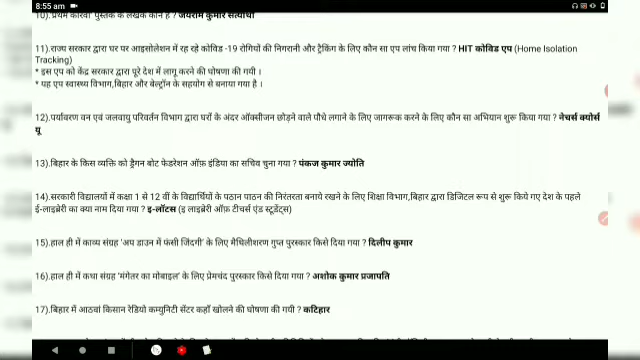 8:55 am
10).प्रथम कारवां' पुस्तक के लेखक कौन है ? जयराम कुमार सत्यार्थी
11).राज्य सरकार द्वारा घर पर आइसोलेशन में रह रहे कोविड -19 रोगियों की निगरानी और ट्रैकिंग के लिए कौन सा एप लांच किया गया ? HIT कोविड एप (Home Isolation
Tracking)
* इस एप को केंद्र सरकार द्वारा पूरे देश में लागू करने की घोषणा की गयी ।
* यह एप स्वास्थ्य विभाग,बिहार और बेल्ट्रॉन के सहयोग से बनाया गया है ।
12).पर्यावरण वन एवं जलवायु परिवर्तन विभाग द्वारा घरों के अंदर ऑक्सीजन छोड़ने वाले पौधे लगाने के लिए जागरूक करने के लिए कौन सा अभियान शुरू किया गया ? नेचर्स क्योर्स
यू
13).बिहार के किस व्यक्ति को ड्रैगन बोट फेडरेशन ऑफ़ इंडिया का सचिव चुना गया ? पंकज कुमार ज्योति
14).सरकारी विद्यालयों में कक्षा 1 से 12 वीं के विद्यार्थियों के पठान पाठन की निरंतरता बनाये रखने के लिए शिक्षा विभाग,बिहार द्वारा डिजिटल रूप से शुरू किये गए देश के पहले
ई-लाइब्रेरी का क्या नाम दिया गया ? इ-लॉटस (इ लाइब्रेरी ऑफ़ टीचर्स एंड स्टूडेंट्स)
15).हाल ही में काव्य संग्रह 'अप डाउन में फंसी जिंदगी' के लिए मैथिलीशरण गुप्त पुरस्कार किसे दिया गया ? दिलीप कुमार
16).हाल ही में कथा संग्रह 'मंगेतर का मोबाइल' के लिए प्रेमचंद पुरस्कार किसे दिया गया ? अशोक कुमार प्रजापति
17).बिहार में आठवां किसान रेडियो कम्युनिटी सेंटर कहाँ खोलने की घोषणा की गयी ? कटिहार